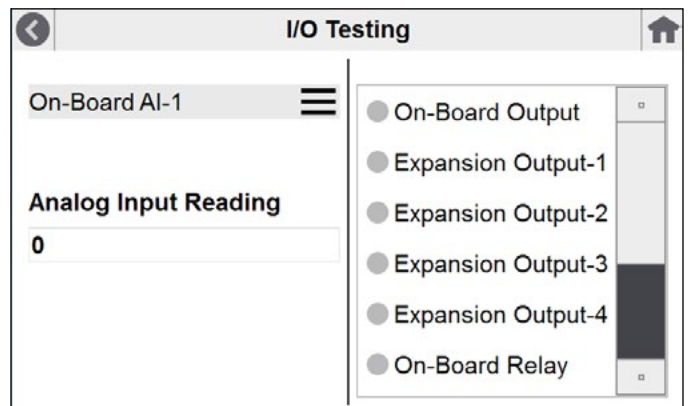 I/O Testing
On-Board AI-1
Analog Input Reading
0
On-Board Output
Expansion Output-1
Expansion Output-2
Expansion Output-3
Expansion Output-4
On-Board Relay